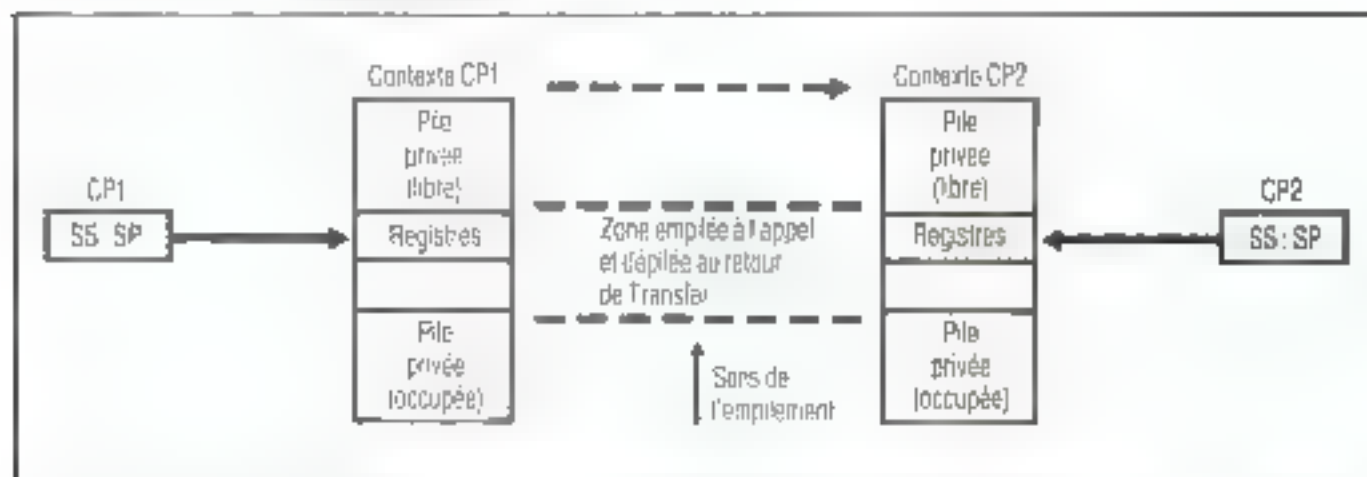 Contexte CP1
Contexte CP2
Pile
privée
(libre)
Pile
privée
(libre)
CP1
SS SP
Registres
Zone empilée à l'appel
et dépilée au retour
de Transfer
Registres
CP2
SS : SP
Pile
privée
(occupée)
Sens de
l'empilement
Pile
privée
(occupée)